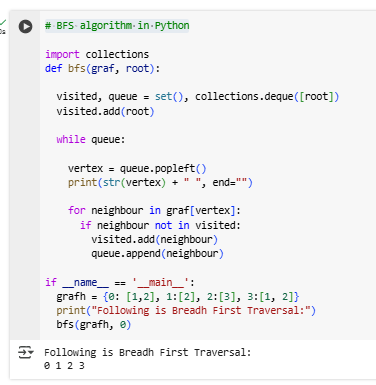 # BFS algorithm in Python
import collections
def bfs(graf, root):
visited, queue = set(), collections.deque([root])
visited.add(root)
while queue:
vertex = queue.popleft()
print(str(vertex) + " ", end="")
for neighbour in graf[vertex]:
if neighbour not in visited:
visited.add(neighbour)
queue.append(neighbour)
if __name__ == '__main__':
grafh = {0: [1,2], 1:[2], 2:[3], 3:[1, 2]}
print("Following is Breadh First Traversal:")
bfs(grafh, 0)
Following is Breadh First Traversal:
0 1 2 3